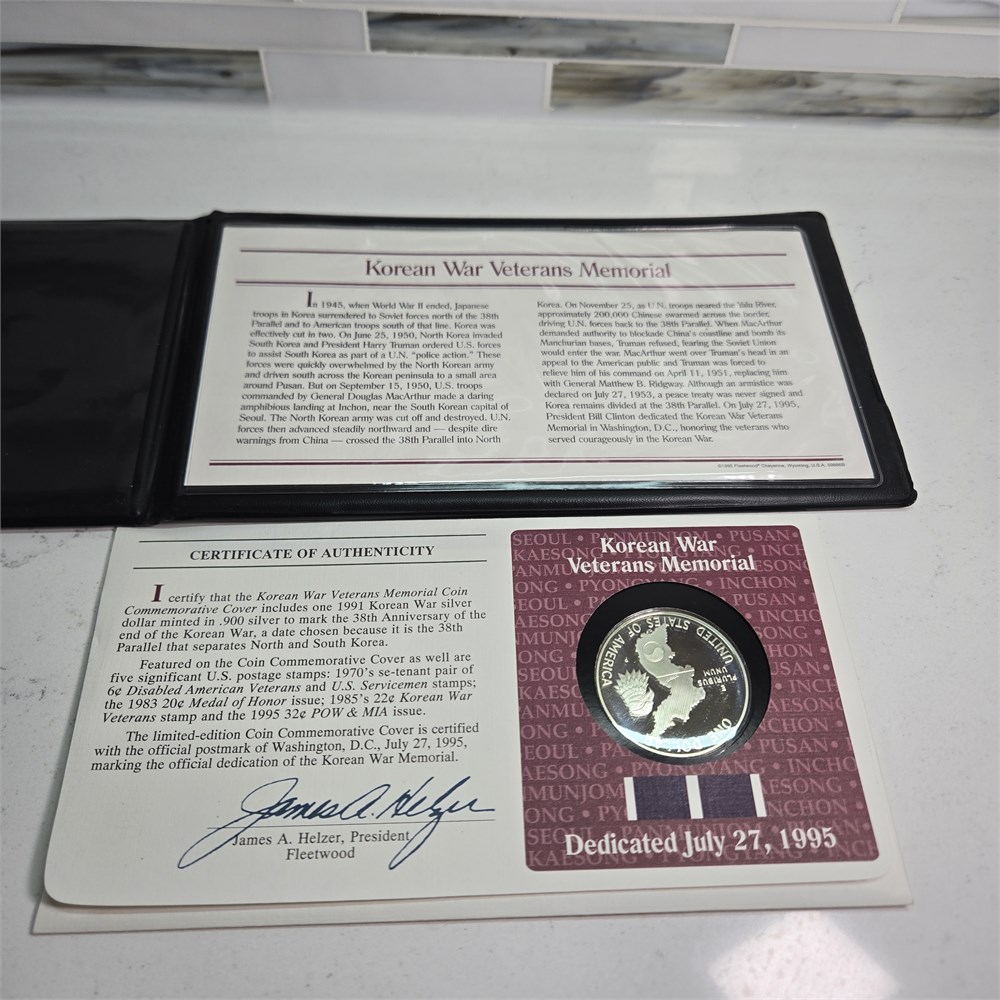 Korean War Veterans Memorial
In 1945, when World War II ended, Japanese
troops in Korea surrendered to Soviet forces north of the 38th
Parallel and to American troops south of that line. Korea was
effectively cut in two. On June 25, 1950, North Korea invaded
South Korea and President Harry Truman ordered U.S. forces
to assist South Korea as part of a U.N. "police action." These
forces were quickly overwhelmed by the North Korean army
and driven south across the Korean peninsula to a small area
around Pusan. But on September 15, 1950, U.S. troops
commanded by General Douglas MacArthur made a daring
amphibious landing at Inchon, near the South Korean capital of
Seoul. The North Korean army was cut off and destroyed. U.N.
forces then advanced steadily northward and — despite dire
warnings from China — crossed the 38th Parallel into North
Korea. On November 25, as U.N. troops neared the Yalu River,
approximately 200,000 Chinese swarmed across the border,
driving U.N. forces back to the 38th Parallel. When MacArthur
demanded authority to blockade China's coastline and bomb its
Manchurian bases, Truman refused, fearing the Soviet Union
would enter the war. MacArthur went over Truman's head in an
appeal to the American public and Truman was forced to
relieve him of his command on April 11, 1951, replacing him
with General Matthew B. Ridgway. Although an armistice was
declared on July 27, 1953, a peace treaty was never signed and
Korea remains divided at the 38th Parallel. On July 27, 1995,
President Bill Clinton dedicated the Korean War Veterans
Memorial in Washington, D.C., honoring the veterans who
served courageously in the Korean War.
©1995 Fleetwood® Cheyenne, Wyoming, U.S.A.
CERTIFICATE OF AUTHENTICITY
I certify that the Korean War Veterans Memorial Coin
Commemorative Cover includes one 1991 Korean War silver
dollar minted in .900 silver to mark the 38th Anniversary of the
end of the Korean War, a date chosen because it is the 38th
Parallel that separates North and South Korea.
Featured on the Coin Commemorative Cover as well are
five significant U.S. postage stamps: 1970's se-tenant pair of
6¢ Disabled American Veterans and U.S. Servicemen stamps;
the 1983 20¢ Medal of Honor issue; 1985's 22¢ Korean War
Veterans stamp and the 1995 32¢ POW & MIA issue.
The limited-edition Coin Commemorative Cover is certified
with the official postmark of Washington, D.C., July 27, 1995,
marking the official dedication of the Korean War Memorial.
James A. Helzer
James A. Helzer, President
Fleetwood
Korean War
Veterans Memorial
UNITED STATES OF AMERICA
E
PLURIBUS
UNUM
ONE DOLLAR
Dedicated July 27, 1995